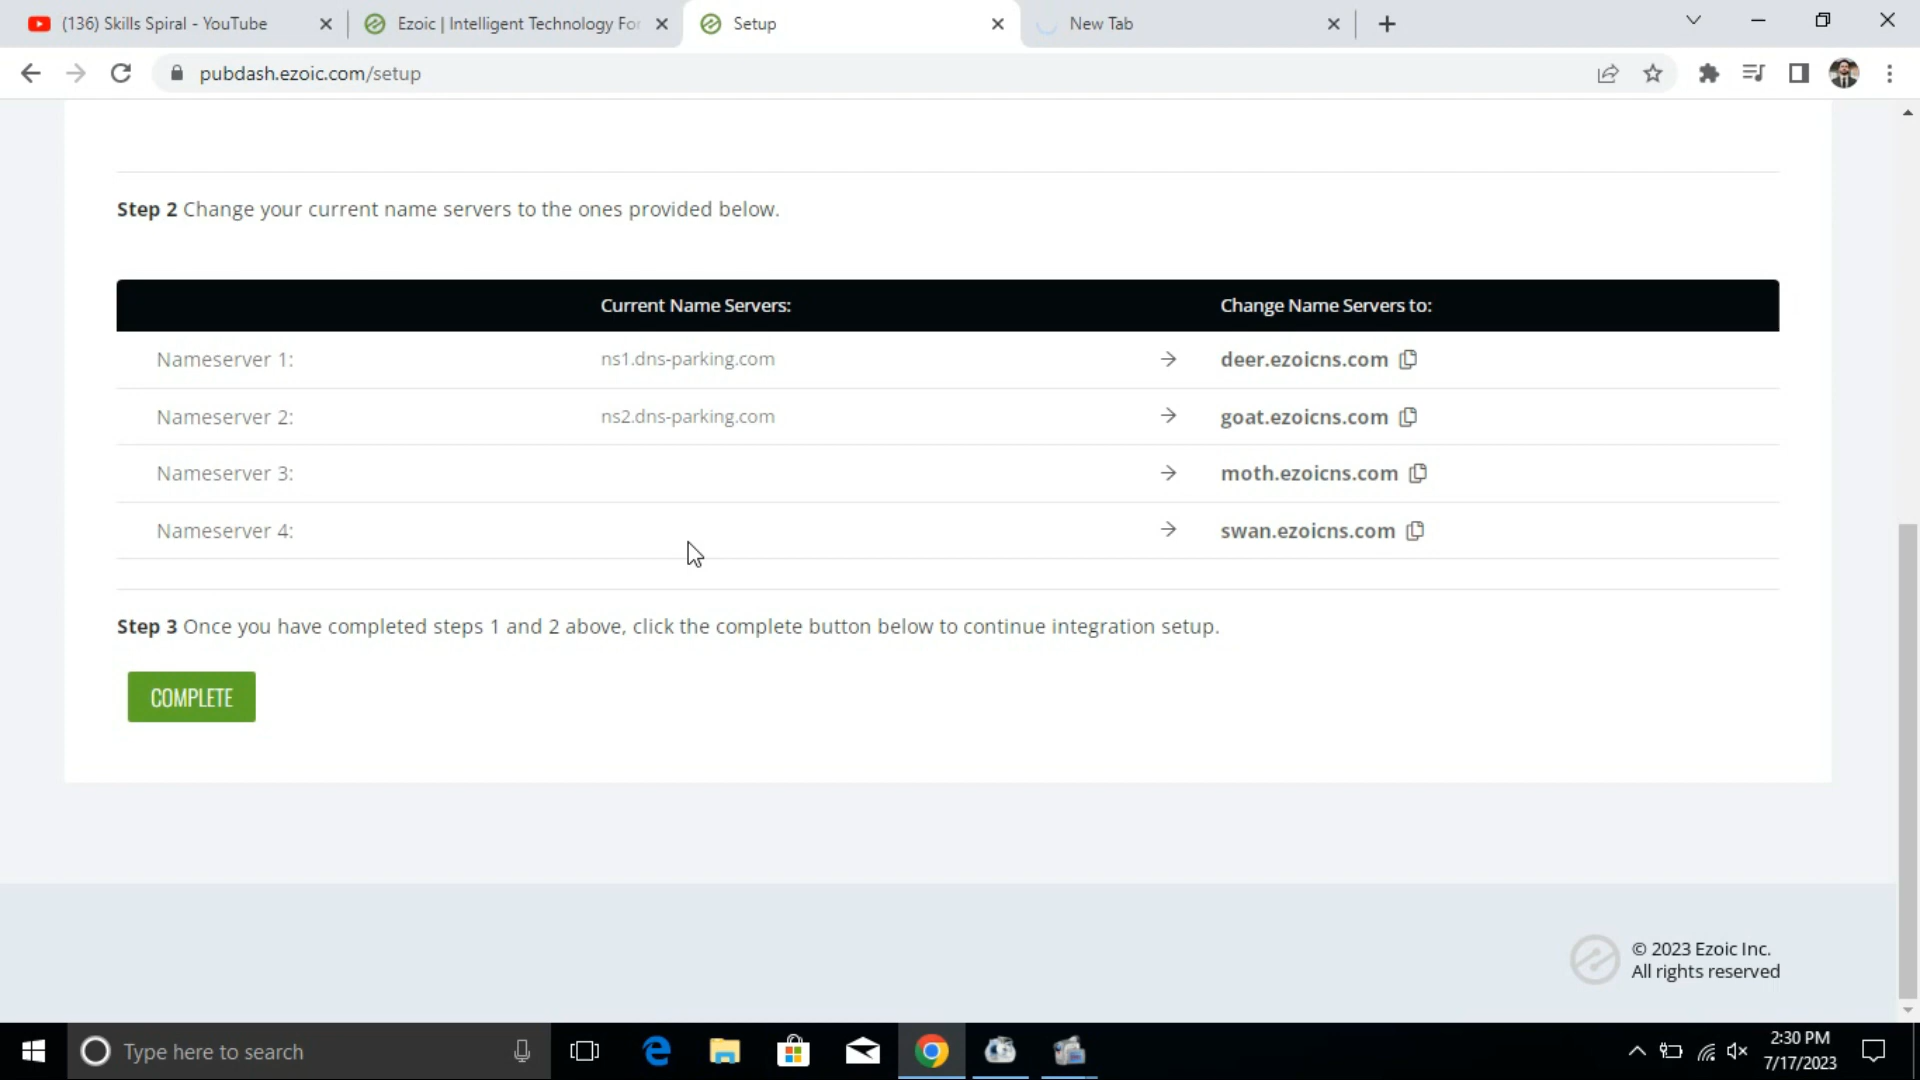 (136) Skills Spiral - YouTube
Ezoic | Intelligent Technology For
Setup
New Tab
pubdash.ezoic.com/setup
Step 2 Change your current name servers to the ones provided below.
Current Name Servers: Change Name Servers to:
Nameserver 1: ns1.dns-parking.com → deer.ezoicns.com
Nameserver 2: ns2.dns-parking.com → goat.ezoicns.com
Nameserver 3: → moth.ezoicns.com
Nameserver 4: → swan.ezoicns.com
Step 3 Once you have completed steps 1 and 2 above, click the complete button below to continue integration setup.
COMPLETE
© 2023 Ezoic Inc.
All rights reserved
Type here to search
2:30 PM
7/17/2023